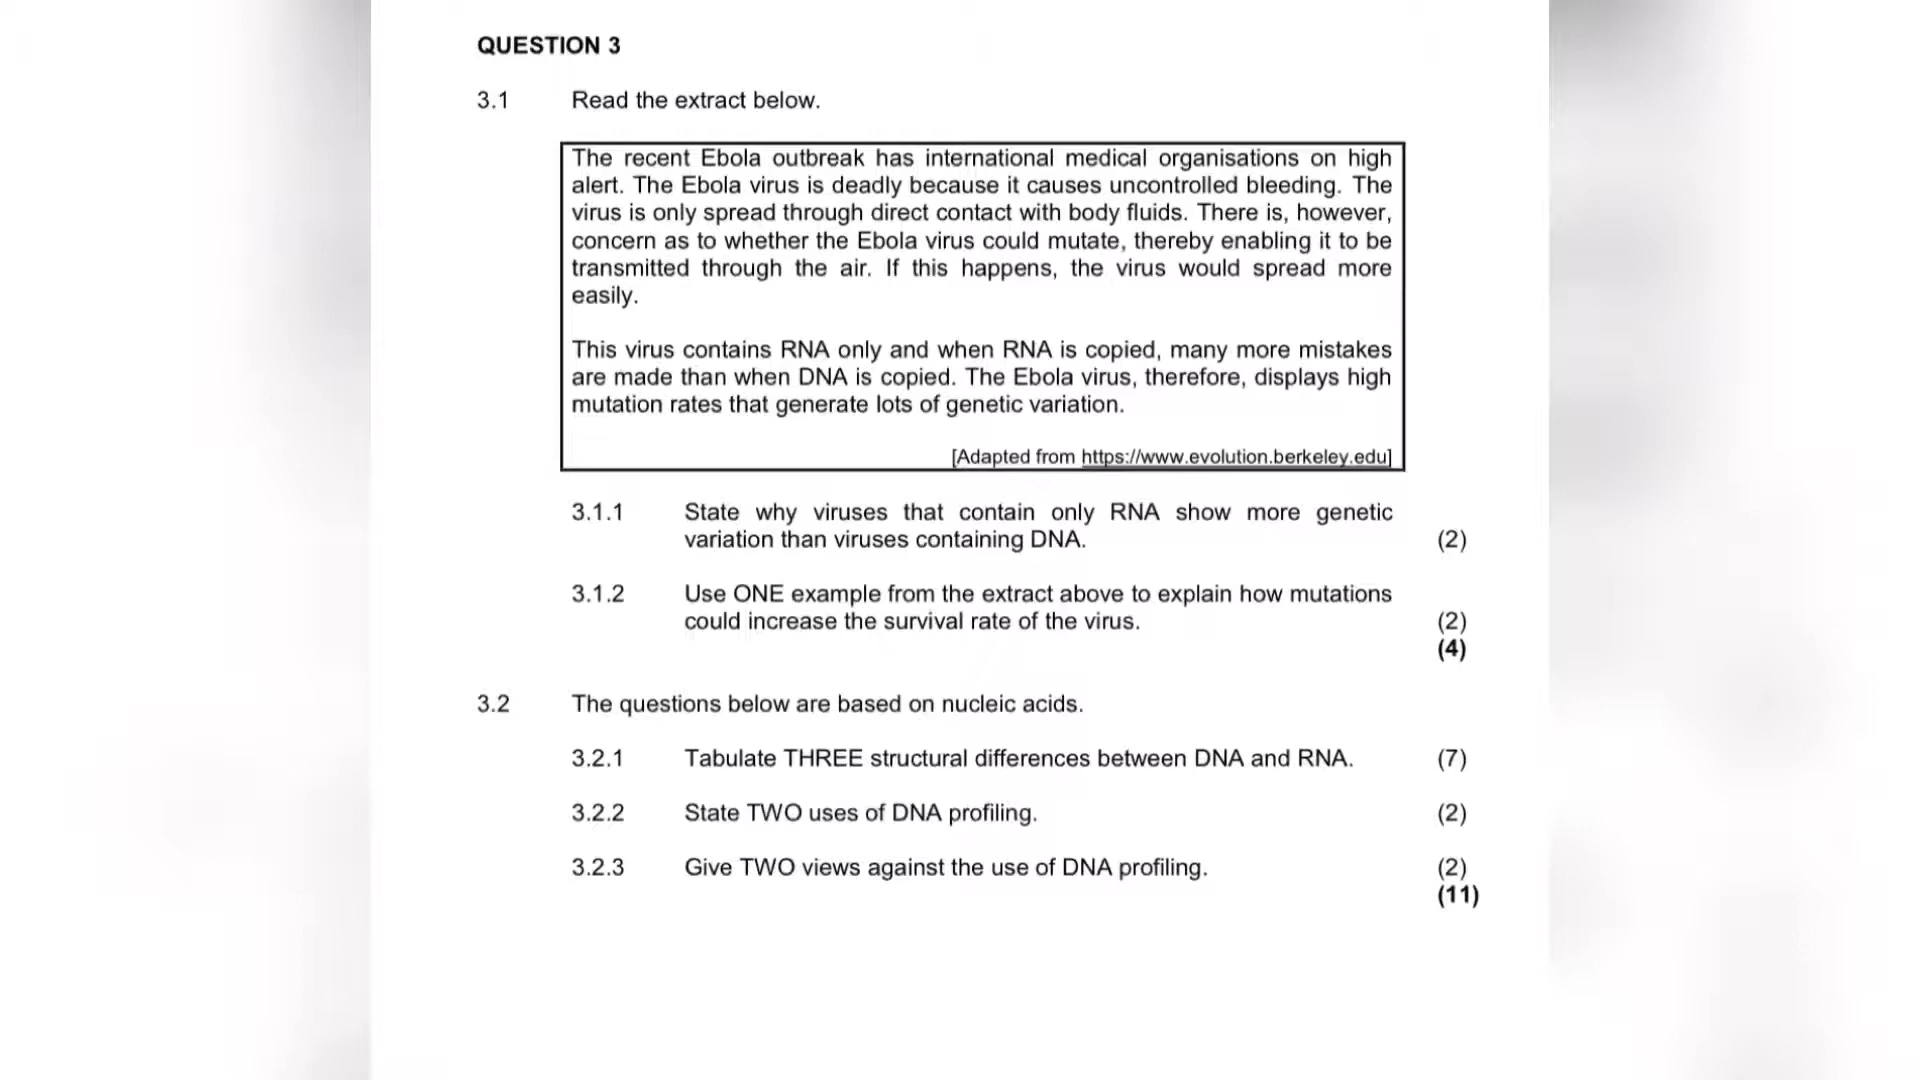 QUESTION 3
3.1 Read the extract below.
The recent Ebola outbreak has international medical organisations on high
alert. The Ebola virus is deadly because it causes uncontrolled bleeding. The
virus is only spread through direct contact with body fluids. There is, however,
concern as to whether the Ebola virus could mutate, thereby enabling it to be
transmitted through the air. If this happens, the virus would spread more
easily.
This virus contains RNA only and when RNA is copied, many more mistakes
are made than when DNA is copied. The Ebola virus, therefore, displays high
mutation rates that generate lots of genetic variation.
[Adapted from https://www.evolution.berkeley.edu]
3.1.1 State why viruses that contain only RNA show more genetic
variation than viruses containing DNA. (2)
3.1.2 Use ONE example from the extract above to explain how mutations
could increase the survival rate of the virus. (2)
(4)
3.2 The questions below are based on nucleic acids.
3.2.1 Tabulate THREE structural differences between DNA and RNA. (7)
3.2.2 State TWO uses of DNA profiling. (2)
3.2.3 Give TWO views against the use of DNA profiling. (2)
(11)